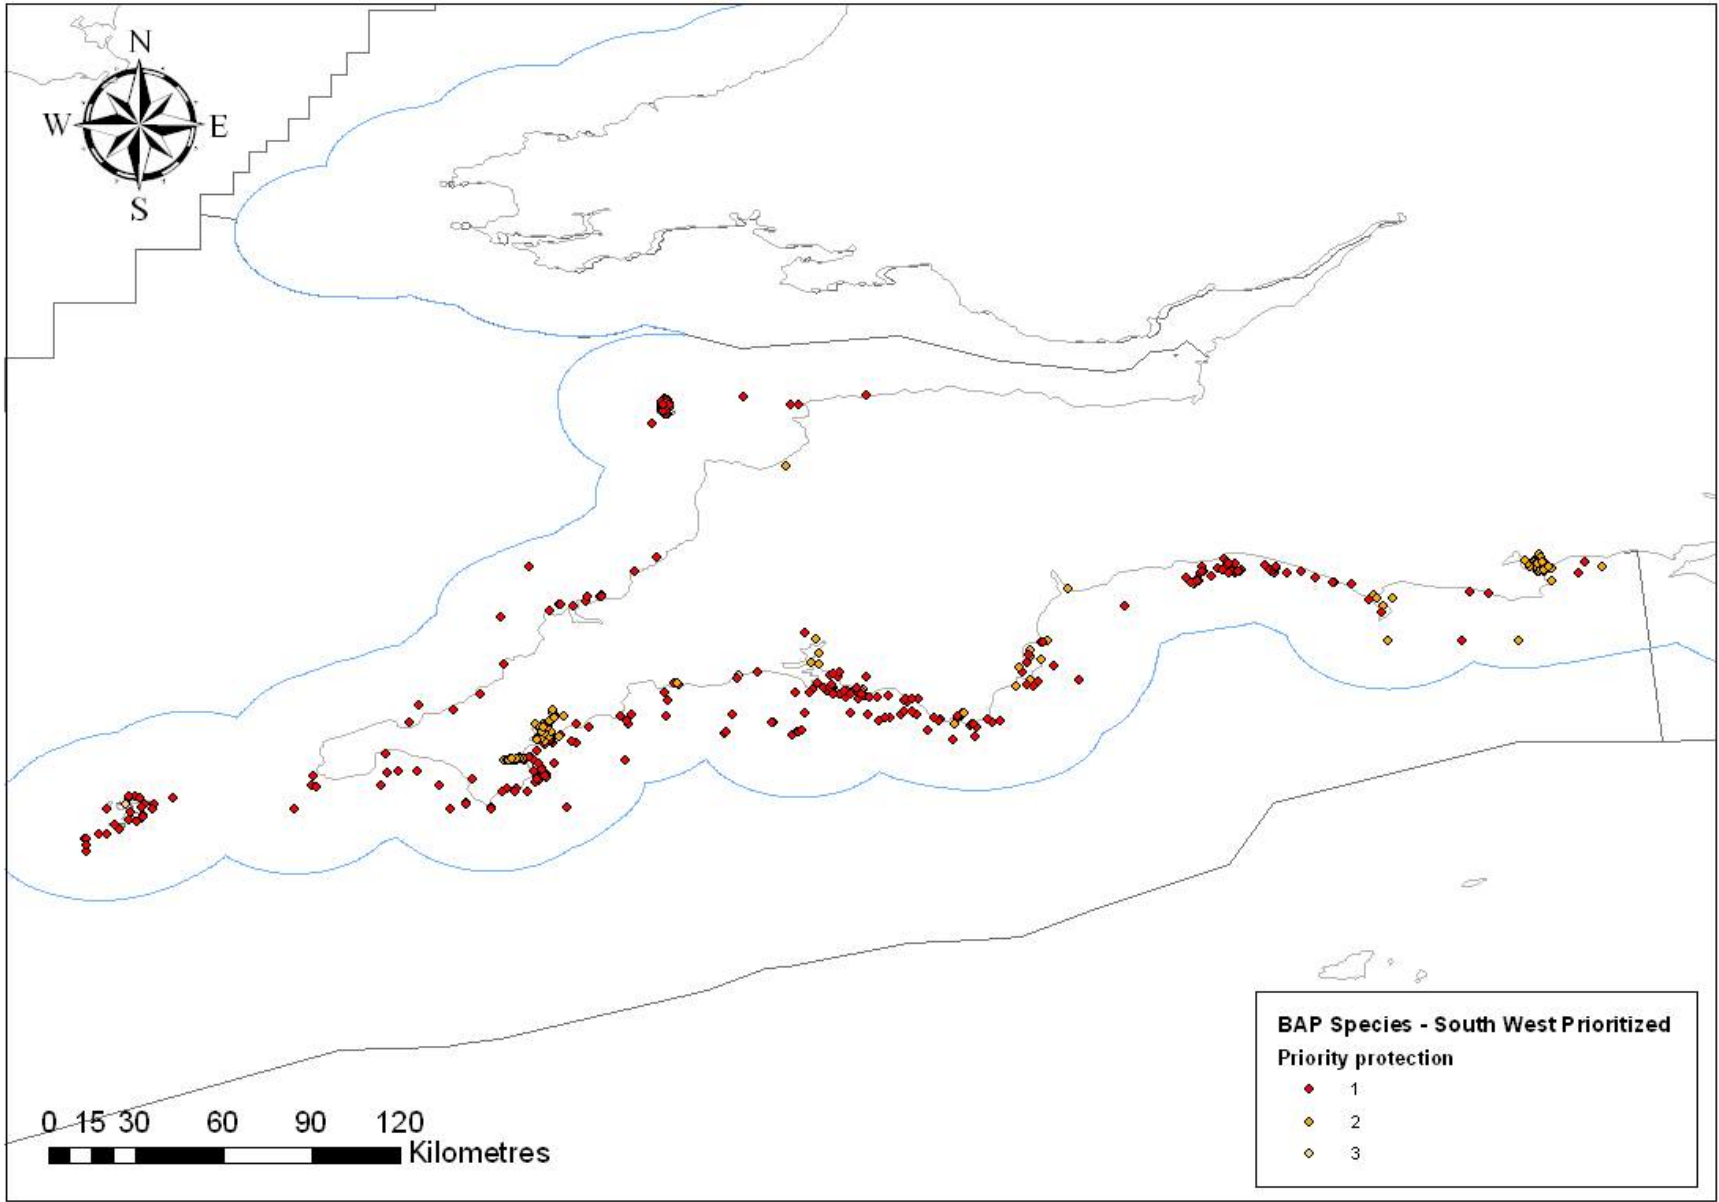 N
W E
S
BAP Species - South West Prioritized
Priority protection
1
2
3
0 15 30 60 90 120
Kilometres